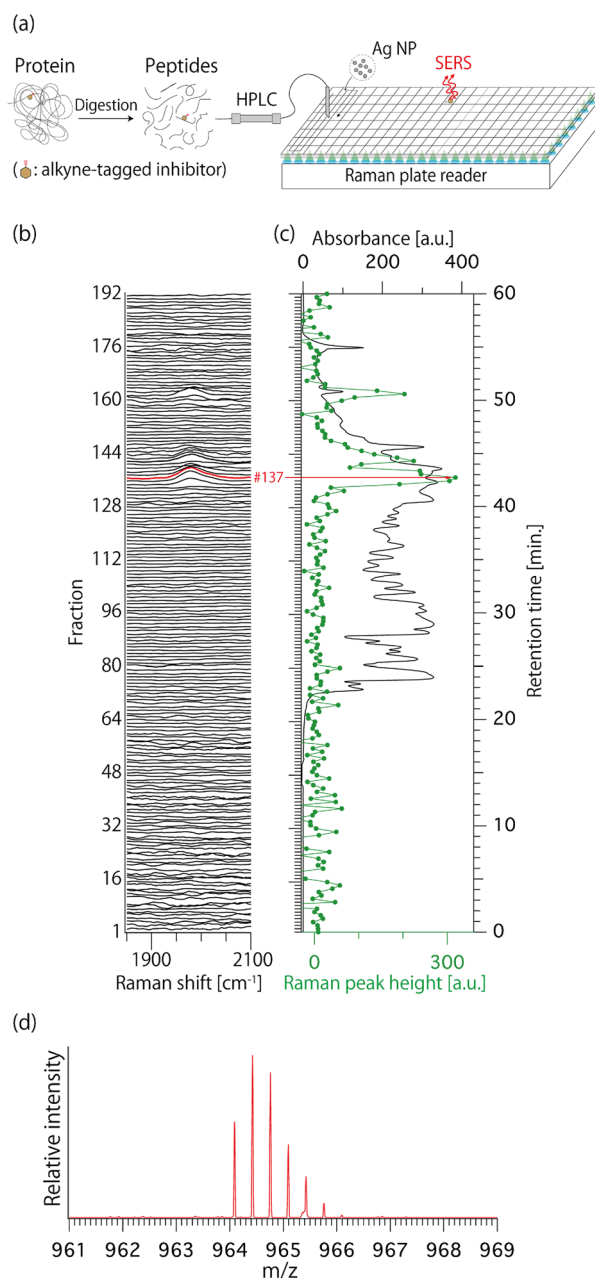 (a)
Ag NP
SERS
Protein
Peptides
Digestion
HPLC
( : alkyne-tagged inhibitor)
Raman plate reader
(b)
(c)
Absorbance [a.u.]
0 200 400
192
176
160
144
128
112
96
80
64
48
32
16
1
Fraction
#137
60
50
40
30
20
10
0
Retention time [min.]
1900 2100
Raman shift [cm-1]
0 300
Raman peak height [a.u.]
(d)
Relative intensity
961 962 963 964 965 966 967 968 969
m/z